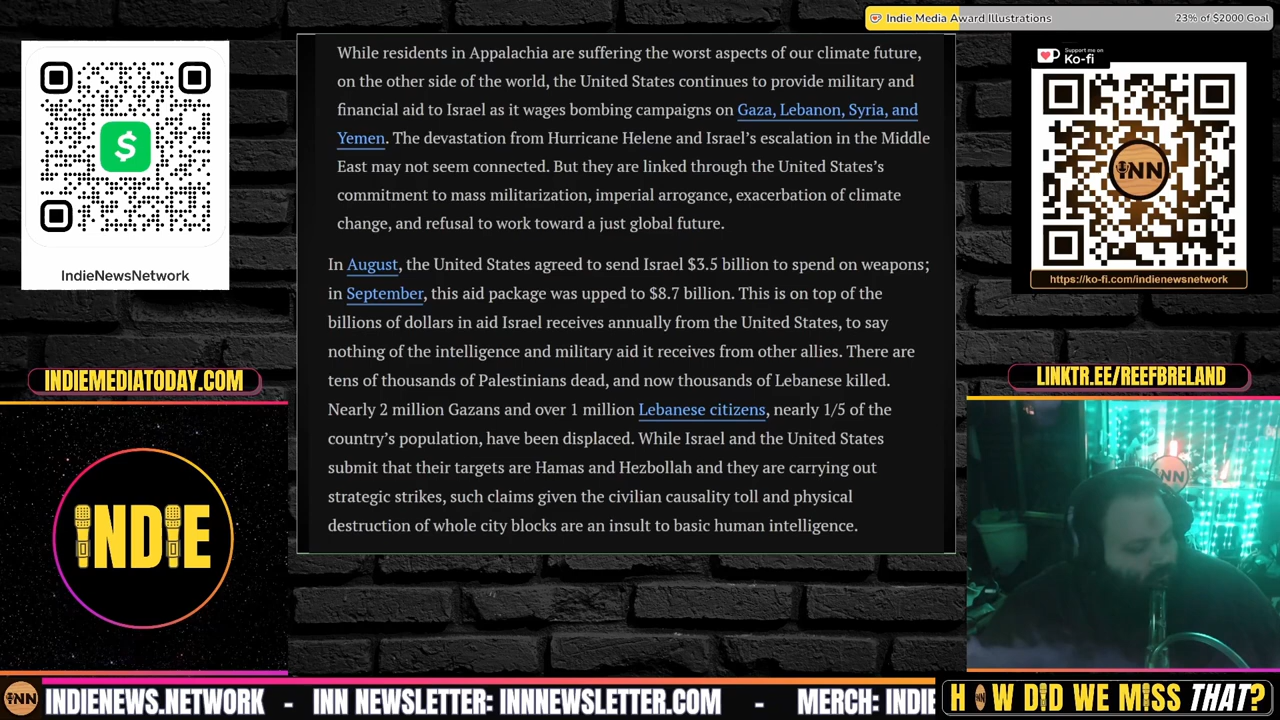 Indie Media Award Illustrations
23% of $2000 Goal
IndieNewsNetwork
INDIEMEDIATODAY.COM
INDIE
While residents in Appalachia are suffering the worst aspects of our climate future,
on the other side of the world, the United States continues to provide military and
financial aid to Israel as it wages bombing campaigns on Gaza, Lebanon, Syria, and
Yemen. The devastation from Hurricane Helene and Israel’s escalation in the Middle
East may not seem connected. But they are linked through the United States’s
commitment to mass militarization, imperial arrogance, exacerbation of climate
change, and refusal to work toward a just global future.
In August, the United States agreed to send Israel $3.5 billion to spend on weapons;
in September, this aid package was upped to $8.7 billion. This is on top of the
billions of dollars in aid Israel receives annually from the United States, to say
nothing of the intelligence and military aid it receives from other allies. There are
tens of thousands of Palestinians dead, and now thousands of Lebanese killed.
Nearly 2 million Gazans and over 1 million Lebanese citizens, nearly 1/5 of the
country’s population, have been displaced. While Israel and the United States
submit that their targets are Hamas and Hezbollah and they are carrying out
strategic strikes, such claims given the civilian causality toll and physical
destruction of whole city blocks are an insult to basic human intelligence.
Support me on
Ko-fi
iNN
https://ko-fi.com/indienewsnetwork
LINKTR.EE/REEFBRELAND
NN
iNN INDIENEWS.NETWORK - INN NEWSLETTER: INNNEWSLETTER.COM - MERCH: INDIE
HOW DID WE MISS THAT?